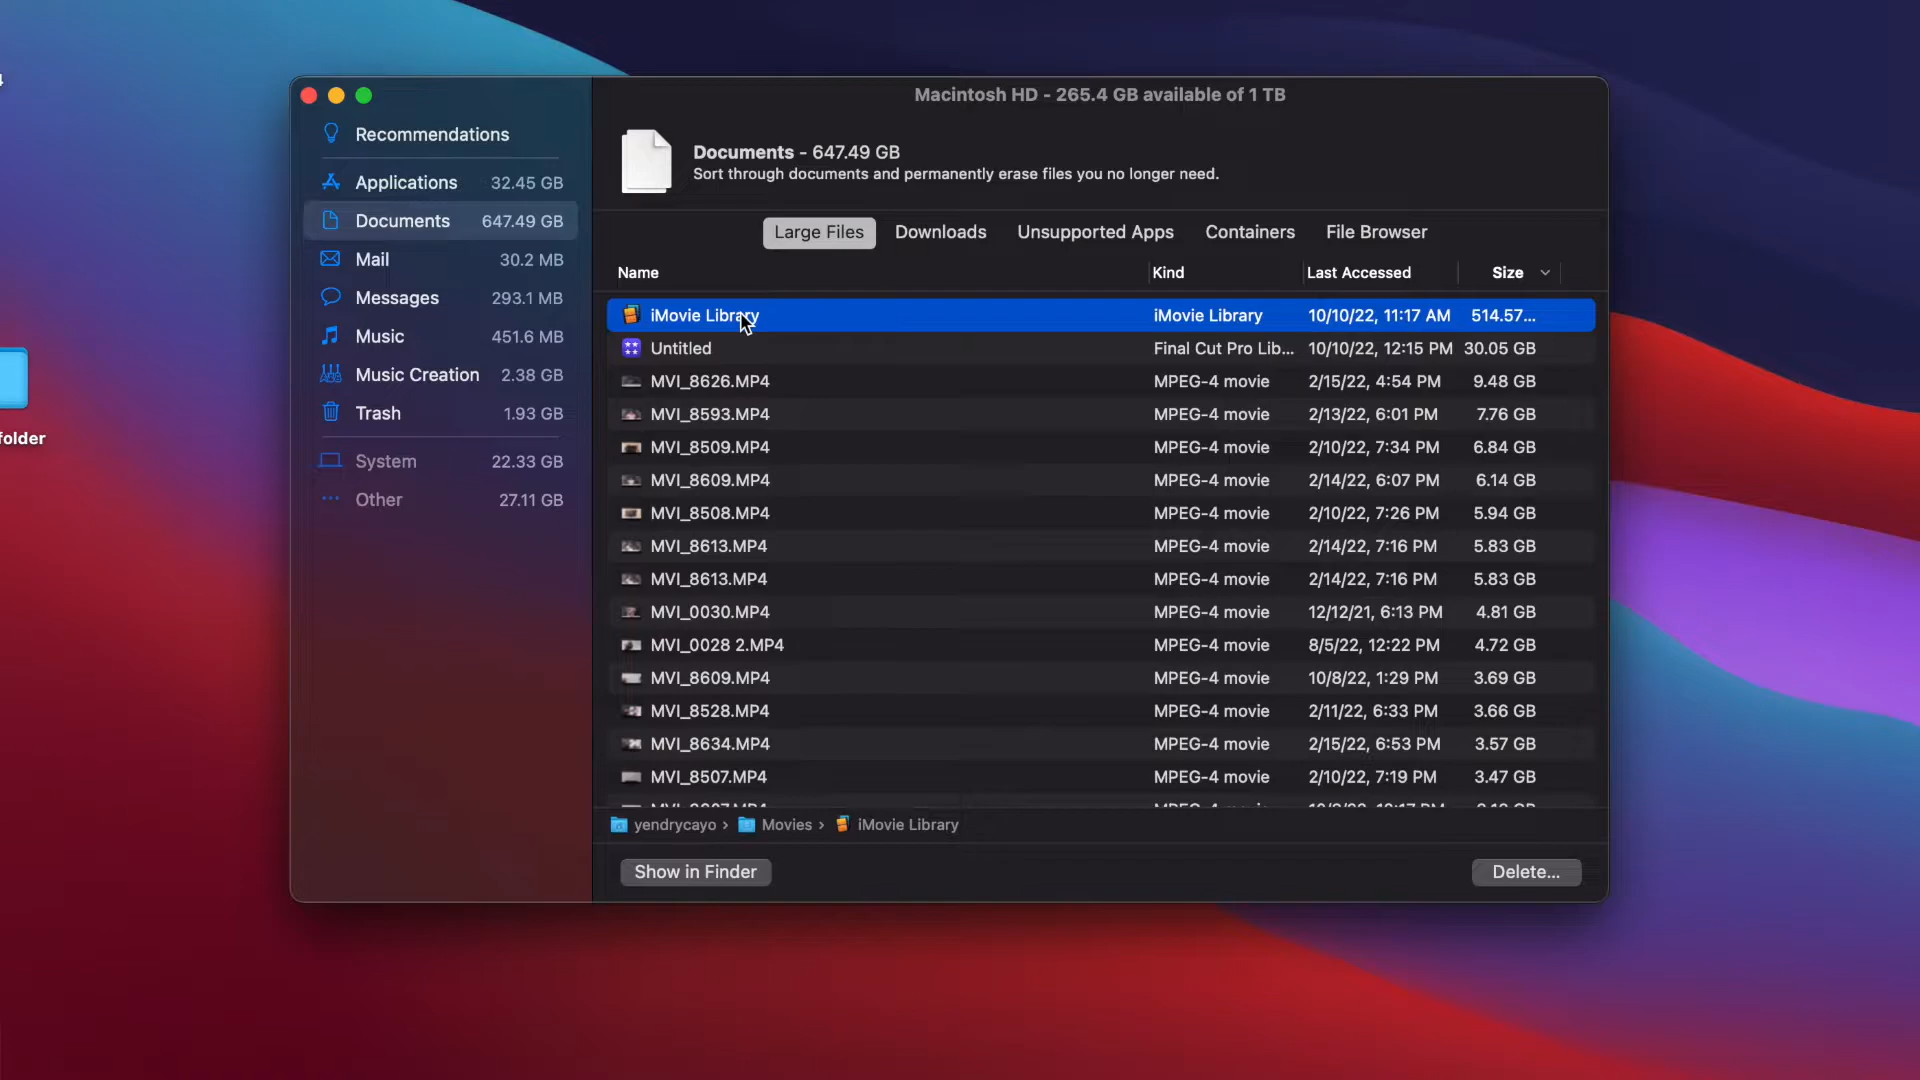 Macintosh HD - 265.4 GB available of 1 TB
Recommendations
Applications 32.45 GB
Documents 647.49 GB
Mail 30.2 MB
Messages 293.1 MB
Music 451.6 MB
Music Creation 2.38 GB
Trash 1.93 GB
System 22.33 GB
Other 27.11 GB
Documents - 647.49 GB
Sort through documents and permanently erase files you no longer need.
Large Files Downloads Unsupported Apps Containers File Browser
Name Kind Last Accessed Size
iMovie Library iMovie Library 10/10/22, 11:17 AM 514.57...
Untitled Final Cut Pro Lib... 10/10/22, 12:15 PM 30.05 GB
MVI_8626.MP4 MPEG-4 movie 2/15/22, 4:54 PM 9.48 GB
MVI_8593.MP4 MPEG-4 movie 2/13/22, 6:01 PM 7.76 GB
MVI_8509.MP4 MPEG-4 movie 2/10/22, 7:34 PM 6.84 GB
MVI_8609.MP4 MPEG-4 movie 2/14/22, 6:07 PM 6.14 GB
MVI_8508.MP4 MPEG-4 movie 2/10/22, 7:26 PM 5.94 GB
MVI_8613.MP4 MPEG-4 movie 2/14/22, 7:16 PM 5.83 GB
MVI_8613.MP4 MPEG-4 movie 2/14/22, 7:16 PM 5.83 GB
MVI_0030.MP4 MPEG-4 movie 12/12/21, 6:13 PM 4.81 GB
MVI_0028 2.MP4 MPEG-4 movie 8/5/22, 12:22 PM 4.72 GB
MVI_8609.MP4 MPEG-4 movie 10/8/22, 1:29 PM 3.69 GB
MVI_8528.MP4 MPEG-4 movie 2/11/22, 6:33 PM 3.66 GB
MVI_8634.MP4 MPEG-4 movie 2/15/22, 6:53 PM 3.57 GB
MVI_8507.MP4 MPEG-4 movie 2/10/22, 7:19 PM 3.47 GB
yendrycayo › Movies › iMovie Library
Show in Finder Delete...
folder